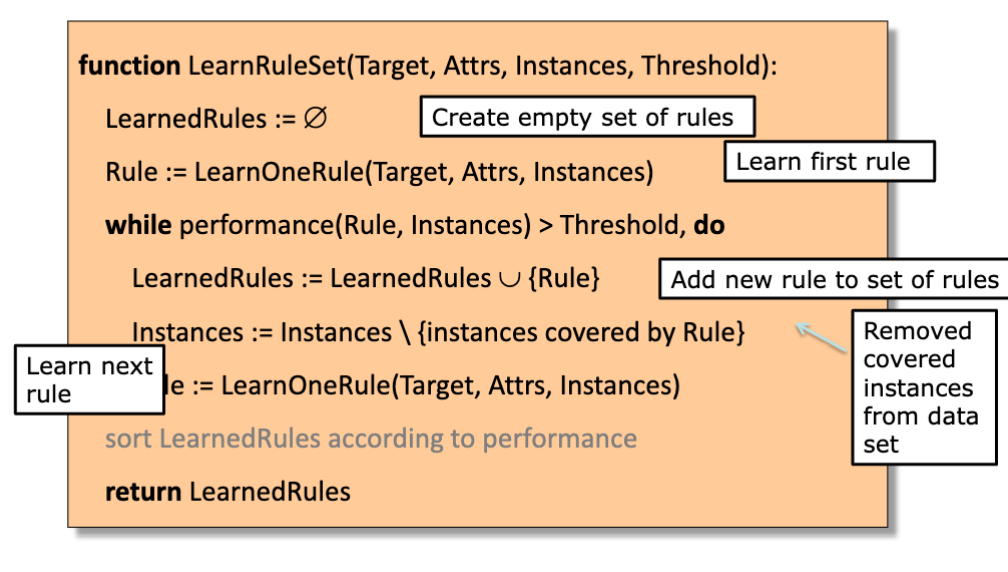 function LearnRuleSet(Target, Attrs, Instances, Threshold):
LearnedRules := ∅
Create empty set of rules
Learn first rule
Rule := LearnOneRule(Target, Attrs, Instances)
while performance(Rule, Instances) > Threshold, do
LearnedRules := LearnedRules ∪ {Rule}
Add new rule to set of rules
Instances := Instances \ {instances covered by Rule}
Removed
covered
instances
from data
set
Learn next
rule
le := LearnOneRule(Target, Attrs, Instances)
sort LearnedRules according to performance
return LearnedRules